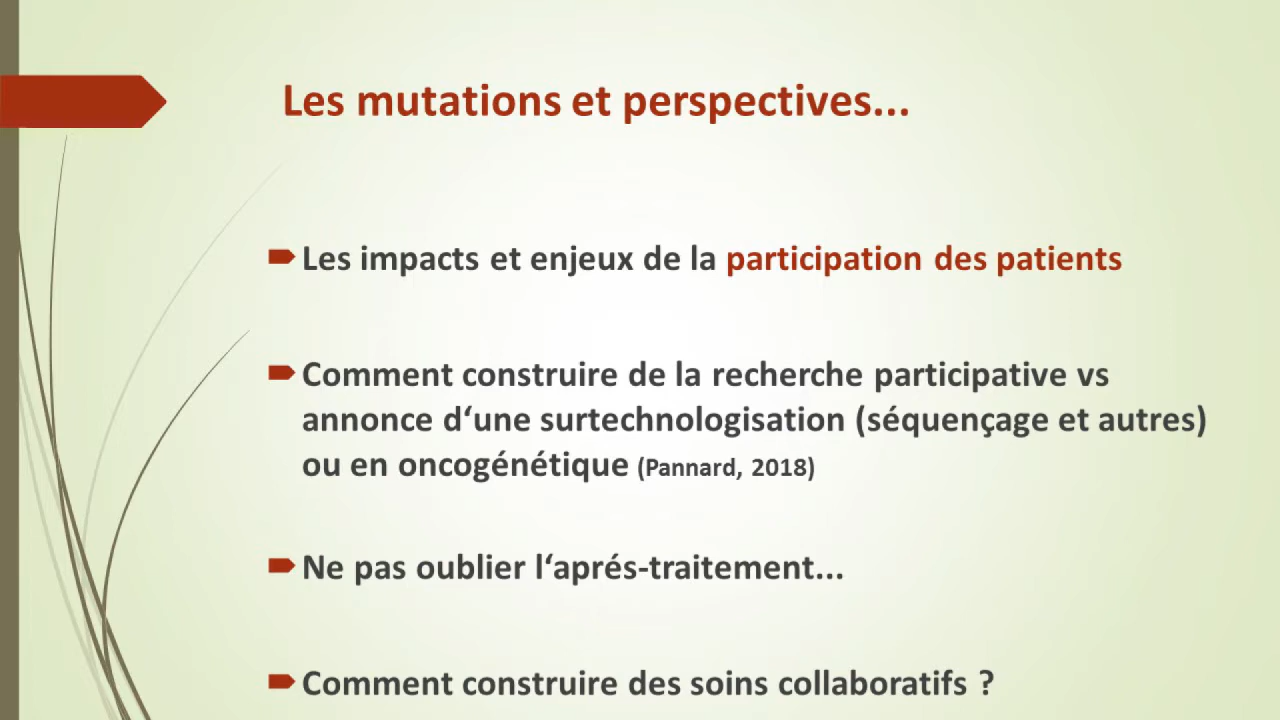 Les mutations et perspectives...
Les impacts et enjeux de la participation des patients
Comment construire de la recherche participative vs
annonce d‘une surtechnologisation (séquençage et autres)
ou en oncogénétique (Pannard, 2018)
Ne pas oublier l‘aprés-traitement...
Comment construire des soins collaboratifs ?